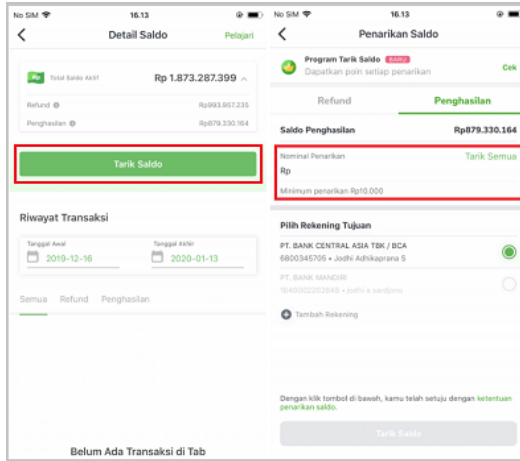 No SIM 16.13
Detail Saldo Pelajari
Total Saldo Aktif Rp 1.873.287.399
Refund Rp993.957.235
Penghasilan Rp879.330.164
Tarik Saldo
Riwayat Transaksi
Tanggal Awal Tanggal Akhir
2019-12-16 2020-01-13
Semua Refund Penghasilan
Belum Ada Transaksi di Tab
No SIM 16.13
Penarikan Saldo
Program Tarik Saldo BARU
Dapatkan poin setiap penarikan Cek
Refund Penghasilan
Saldo Penghasilan Rp879.330.164
Nominal Penarikan Tarik Semua
Rp
Minimum penarikan Rp10.000
Pilih Rekening Tujuan
PT. BANK CENTRAL ASIA TBK / BCA
6800345705 • Jodhi Adhikaprana S
PT. BANK MANDIRI
jodhi a sardjono
Tambah Rekening
Dengan klik tombol di bawah, kamu telah setuju dengan ketentuan
penarikan saldo.
Tarik Saldo